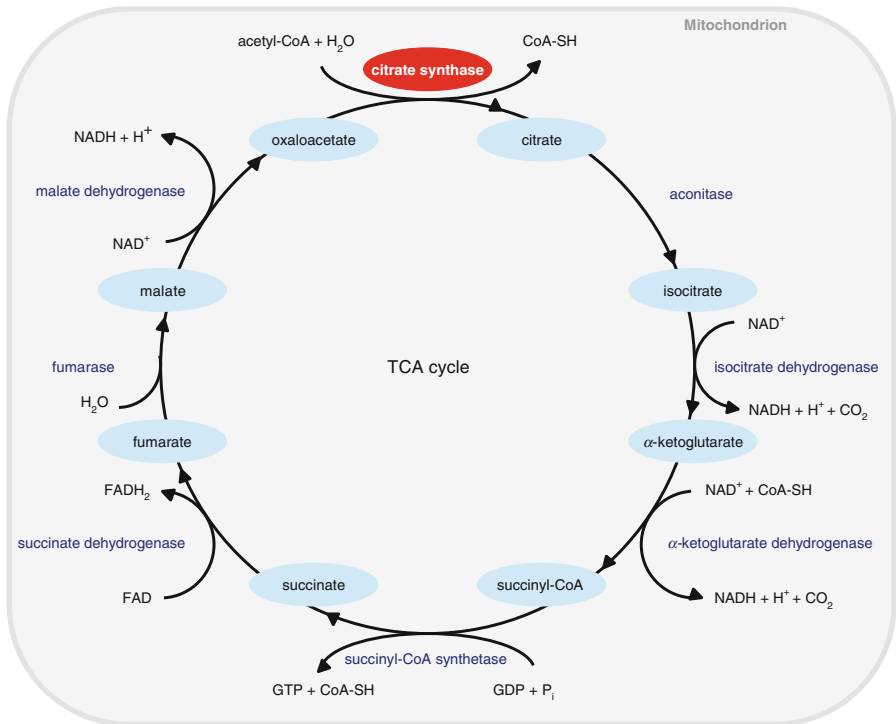 Mitochondrion
acetyl-CoA + H₂O
CoA-SH
citrate synthase
oxaloacetate
citrate
NADH + H⁺
malate dehydrogenase
aconitase
NAD⁺
malate
isocitrate
NAD⁺
fumarase
TCA cycle
isocitrate dehydrogenase
H₂O
NADH + H⁺ + CO₂
fumarate
α-ketoglutarate
FADH₂
NAD⁺ + CoA-SH
succinate dehydrogenase
α-ketoglutarate dehydrogenase
FAD
succinate
succinyl-CoA
NADH + H⁺ + CO₂
succinyl-CoA synthetase
GTP + CoA-SH
GDP + Pᵢ